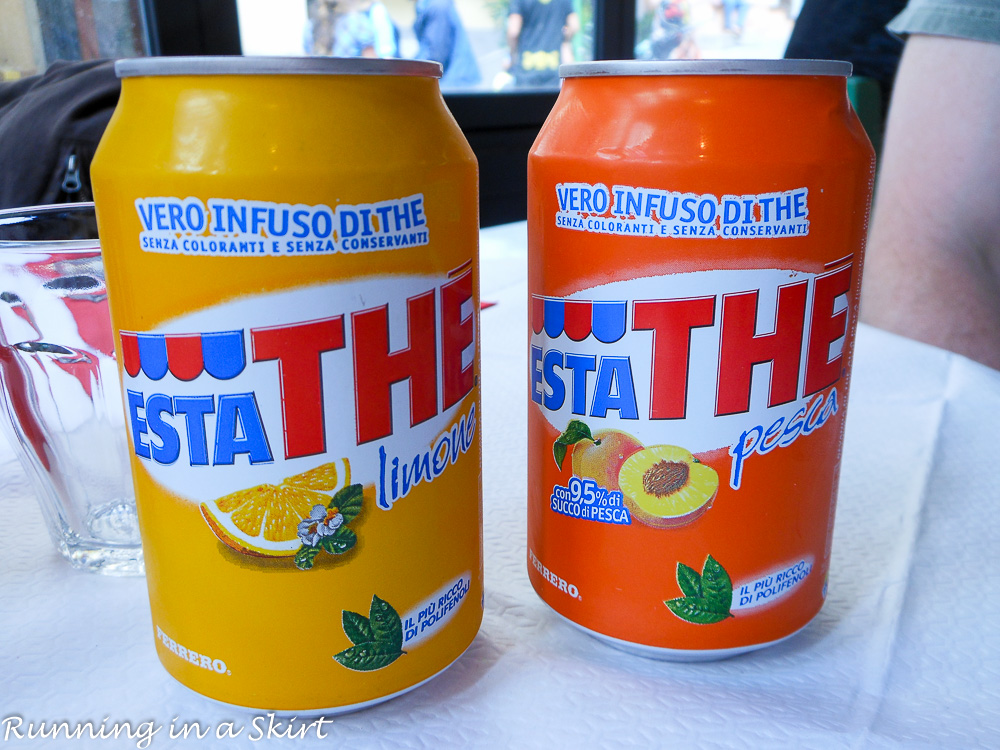 VERO INFUSO DI THE
SENZA COLORANTI E SENZA CONSERVANTI
ESTATHÉ
limone
IL PIÙ RICCO
DI POLIFENOLI
FERRERO
VERO INFUSO DI THE
SENZA COLORANTI E SENZA CONSERVANTI
ESTATHÉ
pesca
con 9,5% di
SUCCO di PESCA
IL PIÙ RICCO
DI POLIFENOLI
FERRERO
Running in a Skirt